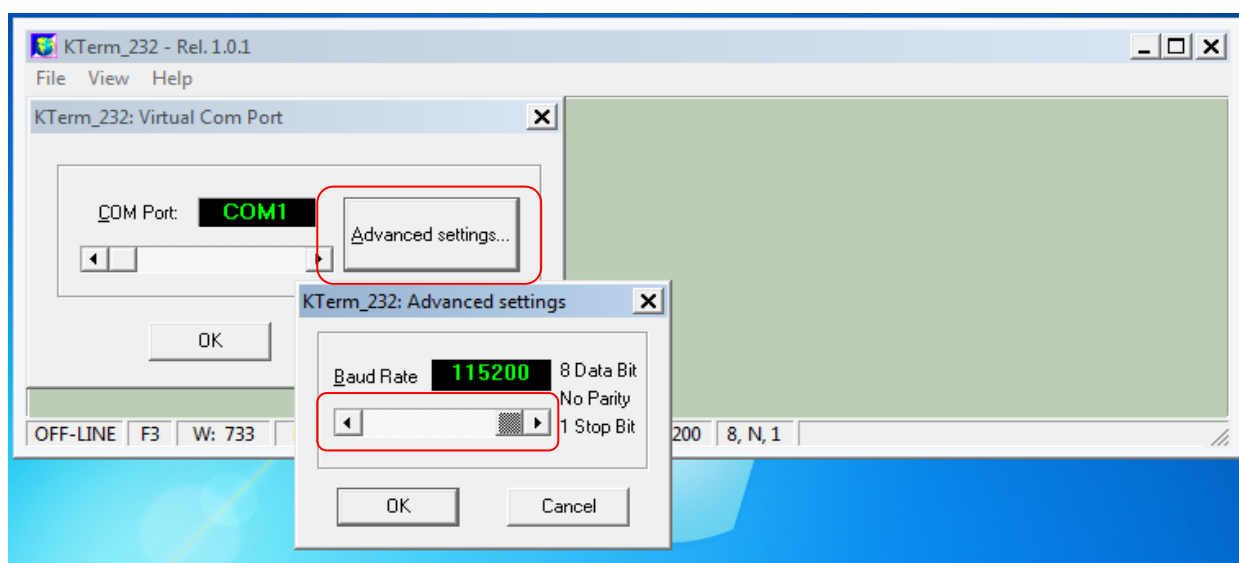 KTerm_232 - Rel. 1.0.1
File View Help
KTerm_232: Virtual Com Port
COM Port: COM1
Advanced settings...
OK
KTerm_232: Advanced settings
Baud Rate 115200
8 Data Bit
No Parity
1 Stop Bit
OK Cancel
OFF-LINE F3 W: 733 200 8, N, 1